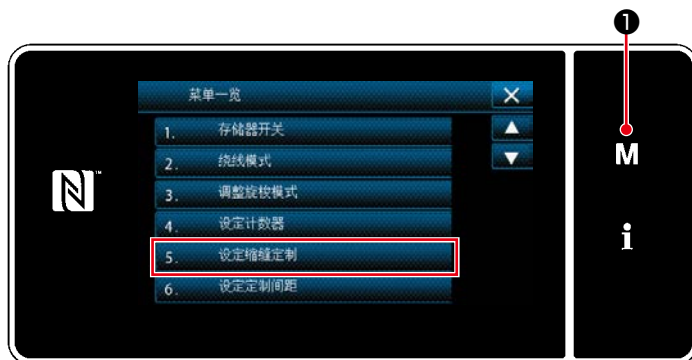 ❶
菜单一览
1. 存储器开关
2. 绕线模式
3. 调整旋梭模式
4. 设定计数器
5. 设定缩缝定制
6. 设定定制间距
M
i